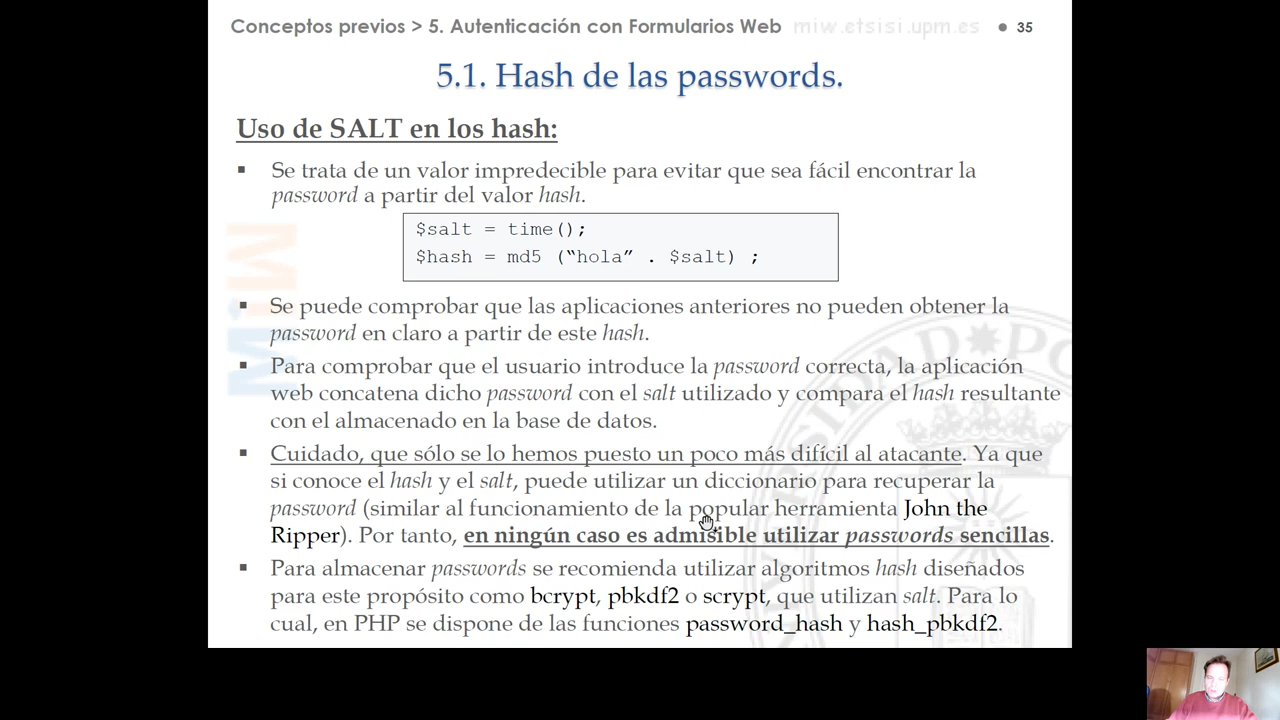 Conceptos previos > 5. Autenticación con Formularios Web miw.etsisi.upm.es ● 35
5.1. Hash de las passwords.
Uso de SALT en los hash:
▪ Se trata de un valor impredecible para evitar que sea fácil encontrar la
password a partir del valor hash.
$salt = time();
$hash = md5 (“hola” . $salt) ;
▪ Se puede comprobar que las aplicaciones anteriores no pueden obtener la
password en claro a partir de este hash.
▪ Para comprobar que el usuario introduce la password correcta, la aplicación
web concatena dicho password con el salt utilizado y compara el hash resultante
con el almacenado en la base de datos.
▪ Cuidado, que sólo se lo hemos puesto un poco más difícil al atacante. Ya que
si conoce el hash y el salt, puede utilizar un diccionario para recuperar la
password (similar al funcionamiento de la popular herramienta John the
Ripper). Por tanto, en ningún caso es admisible utilizar passwords sencillas.
▪ Para almacenar passwords se recomienda utilizar algoritmos hash diseñados
para este propósito como bcrypt, pbkdf2 o scrypt, que utilizan salt. Para lo
cual, en PHP se dispone de las funciones password_hash y hash_pbkdf2.
MiW